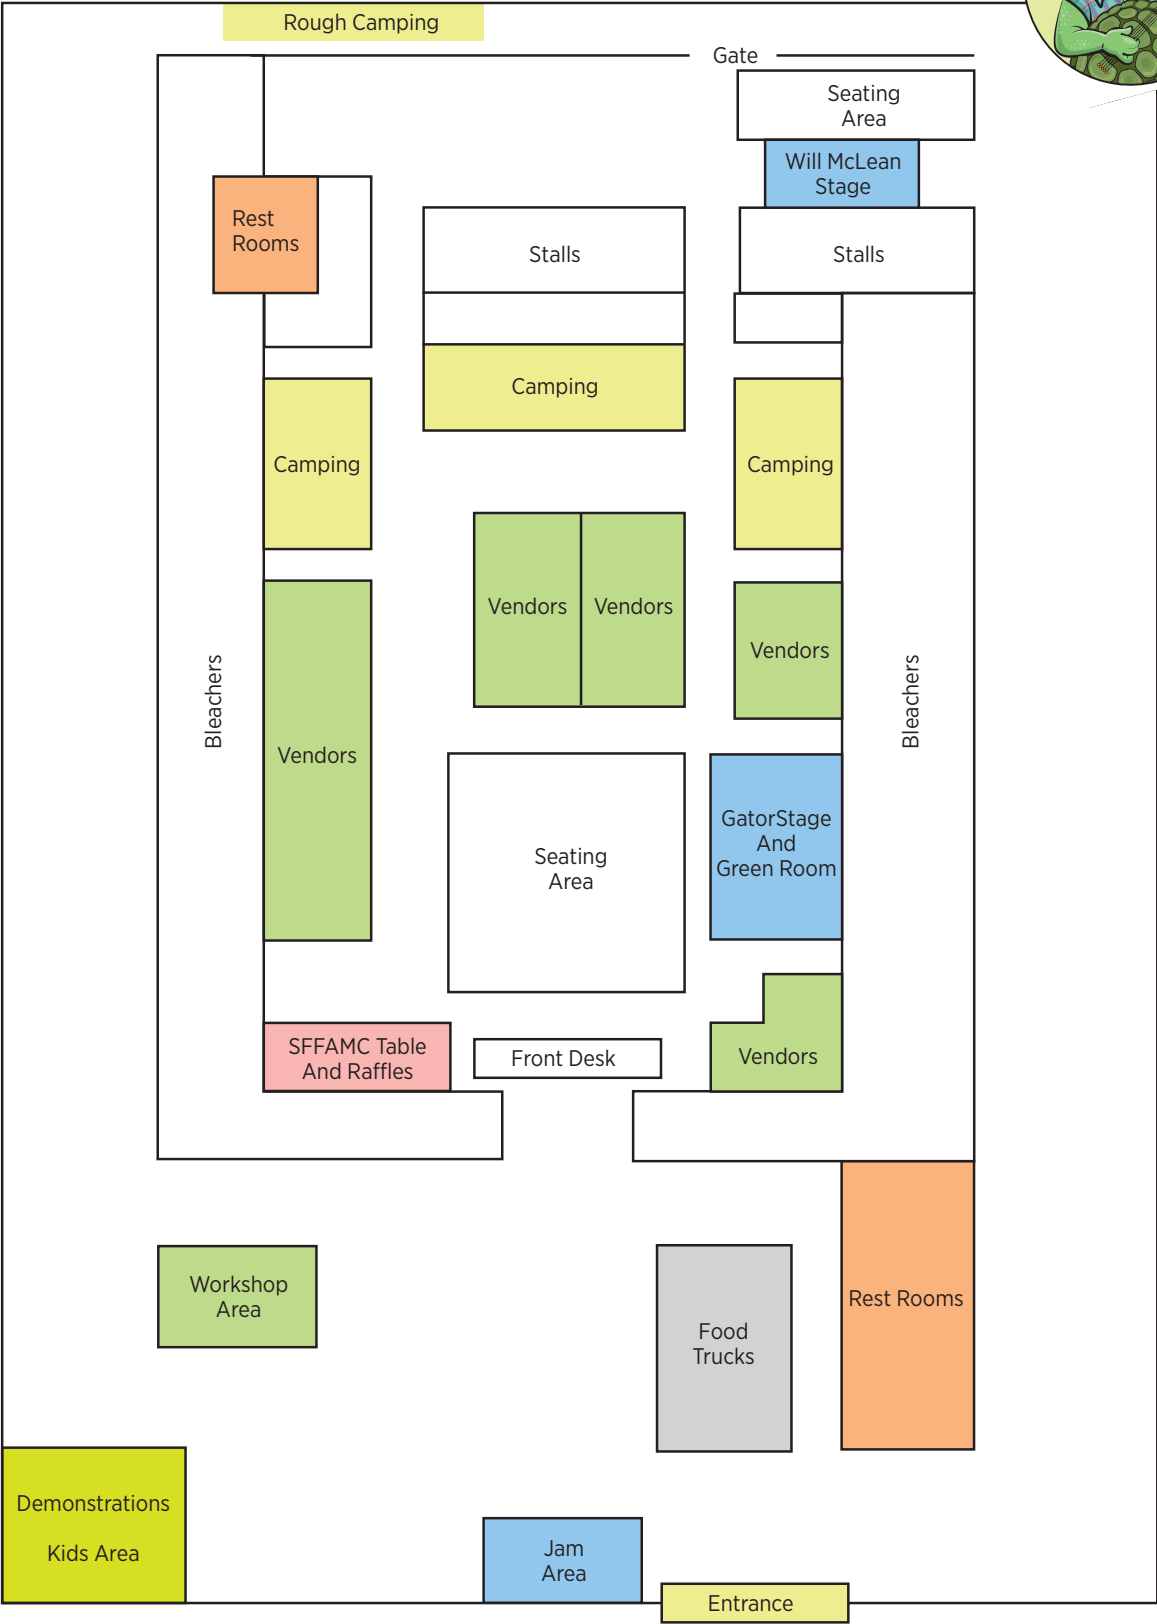 Rough Camping
Gate
Seating
Area
Will McLean
Stage
Rest
Rooms
Stalls
Stalls
Camping
Camping
Camping
Vendors
Vendors
Vendors
Bleachers
Bleachers
Vendors
GatorStage
And
Green Room
Seating
Area
SFFAMC Table
And Raffles
Front Desk
Vendors
Workshop
Area
Food
Trucks
Rest Rooms
Demonstrations
Kids Area
Jam
Area
Entrance